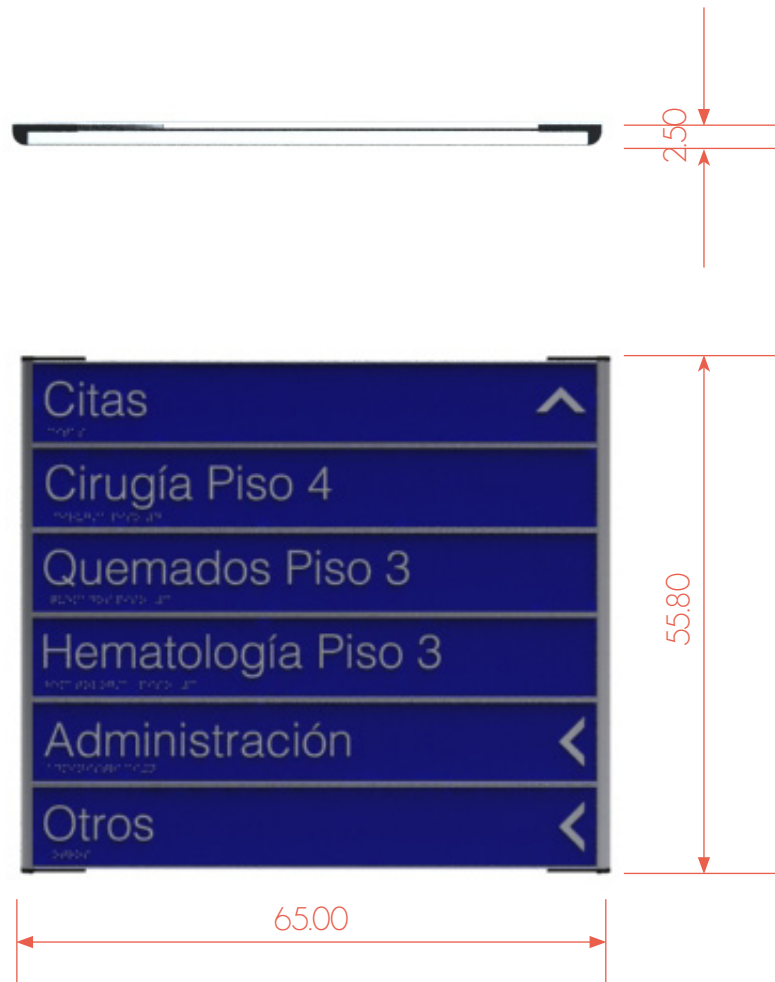 2.50
Citas
Cirugía Piso 4
Quemados Piso 3
Hematología Piso 3
Administración
Otros
55.80
65.00